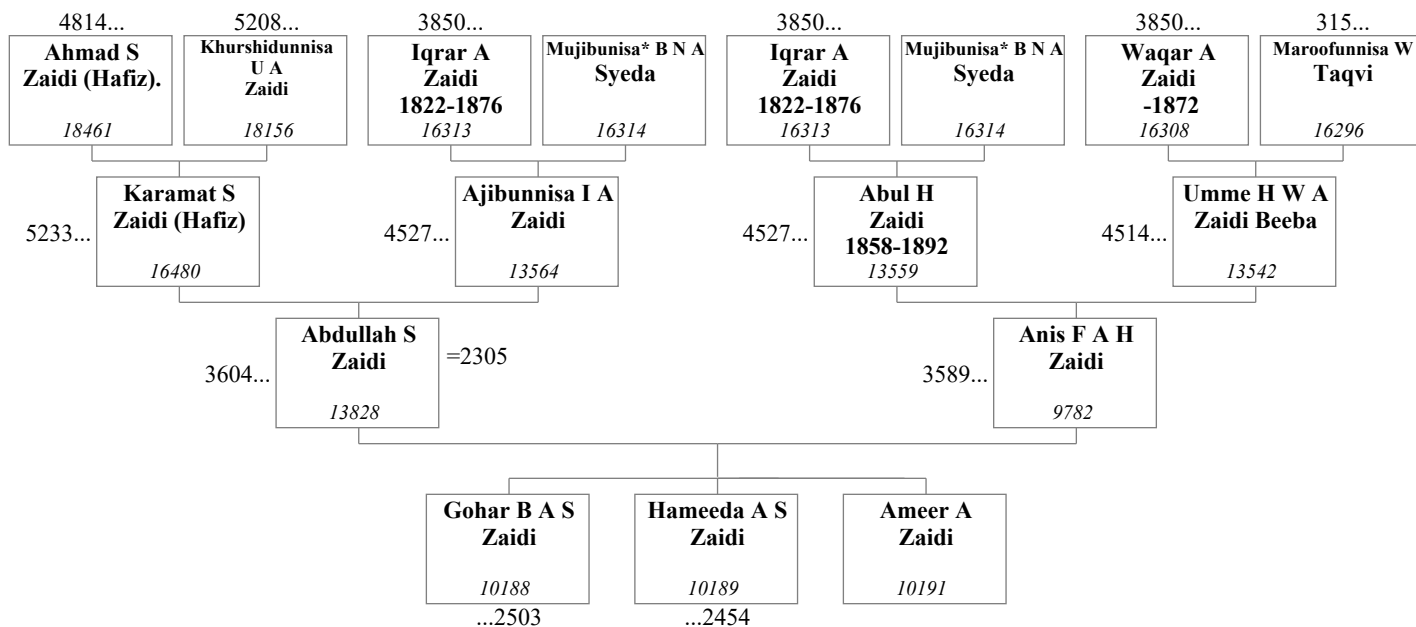 4814...
5208...
3850...
3850...
3850...
315...
Ahmad S
Zaidi (Hafiz).
18461
Khurshidunnisa
U A
Zaidi
18156
Iqrar A
Zaidi
1822-1876
16313
Mujibunisa* B N A
Syeda
16314
Iqrar A
Zaidi
1822-1876
16313
Mujibunisa* B N A
Syeda
16314
Waqar A
Zaidi
-1872
16308
Maroofunnisa W
Taqvi
16296
5233...
Karamat S
Zaidi (Hafiz)
16480
4527...
Ajibunnisa I A
Zaidi
13564
4527...
Abul H
Zaidi
1858-1892
13559
4514...
Umme H W A
Zaidi Beeba
13542
3604...
Abdullah S
Zaidi
13828
=2305
3589...
Anis F A H
Zaidi
9782
Gohar B A S
Zaidi
10188
...2503
Hameeda A S
Zaidi
10189
...2454
Ameer A
Zaidi
10191